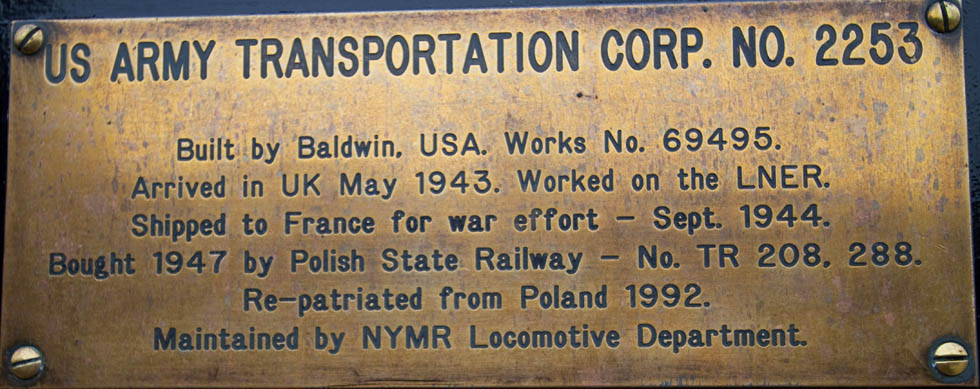 US ARMY TRANSPORTATION CORP. NO. 2253
Built by Baldwin, USA. Works No. 69495.
Arrived in UK May 1943. Worked on the LNER.
Shipped to France for war effort - Sept. 1944.
Bought 1947 by Polish State Railway - No. TR 208, 288.
Re-patriated from Poland 1992.
Maintained by NYMR Locomotive Department.